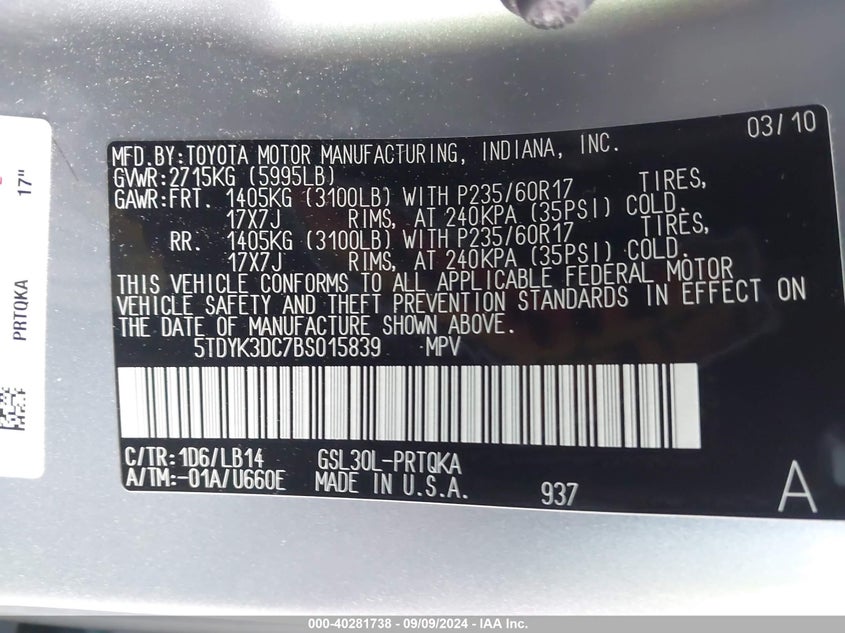 03/10
MFD.BY:TOYOTA MOTOR MANUFACTURING, INDIANA, INC.
GVWR:2715KG (5995LB)
GAWR:FRT. 1405KG (3100LB) WITH P235/60R17 TIRES,
17X7J RIMS, AT 240KPA (35PSI) COLD.
RR. 1405KG (3100LB) WITH P235/60R17 TIRES,
17X7J RIMS, AT 240KPA (35PSI) COLD.
THIS VEHICLE CONFORMS TO ALL APPLICABLE FEDERAL MOTOR
VEHICLE SAFETY AND THEFT PREVENTION STANDARDS IN EFFECT ON
THE DATE OF MANUFACTURE SHOWN ABOVE.
5TDYK3DC7BS015839 MPV
C/TR:1D6/LB14 GSL30L-PRTQKA
A/TM:-01A/U660E MADE IN U.S.A. 937 A
17"
PRTQKA
000-40281738 - 09/09/2024 - IAA Inc.